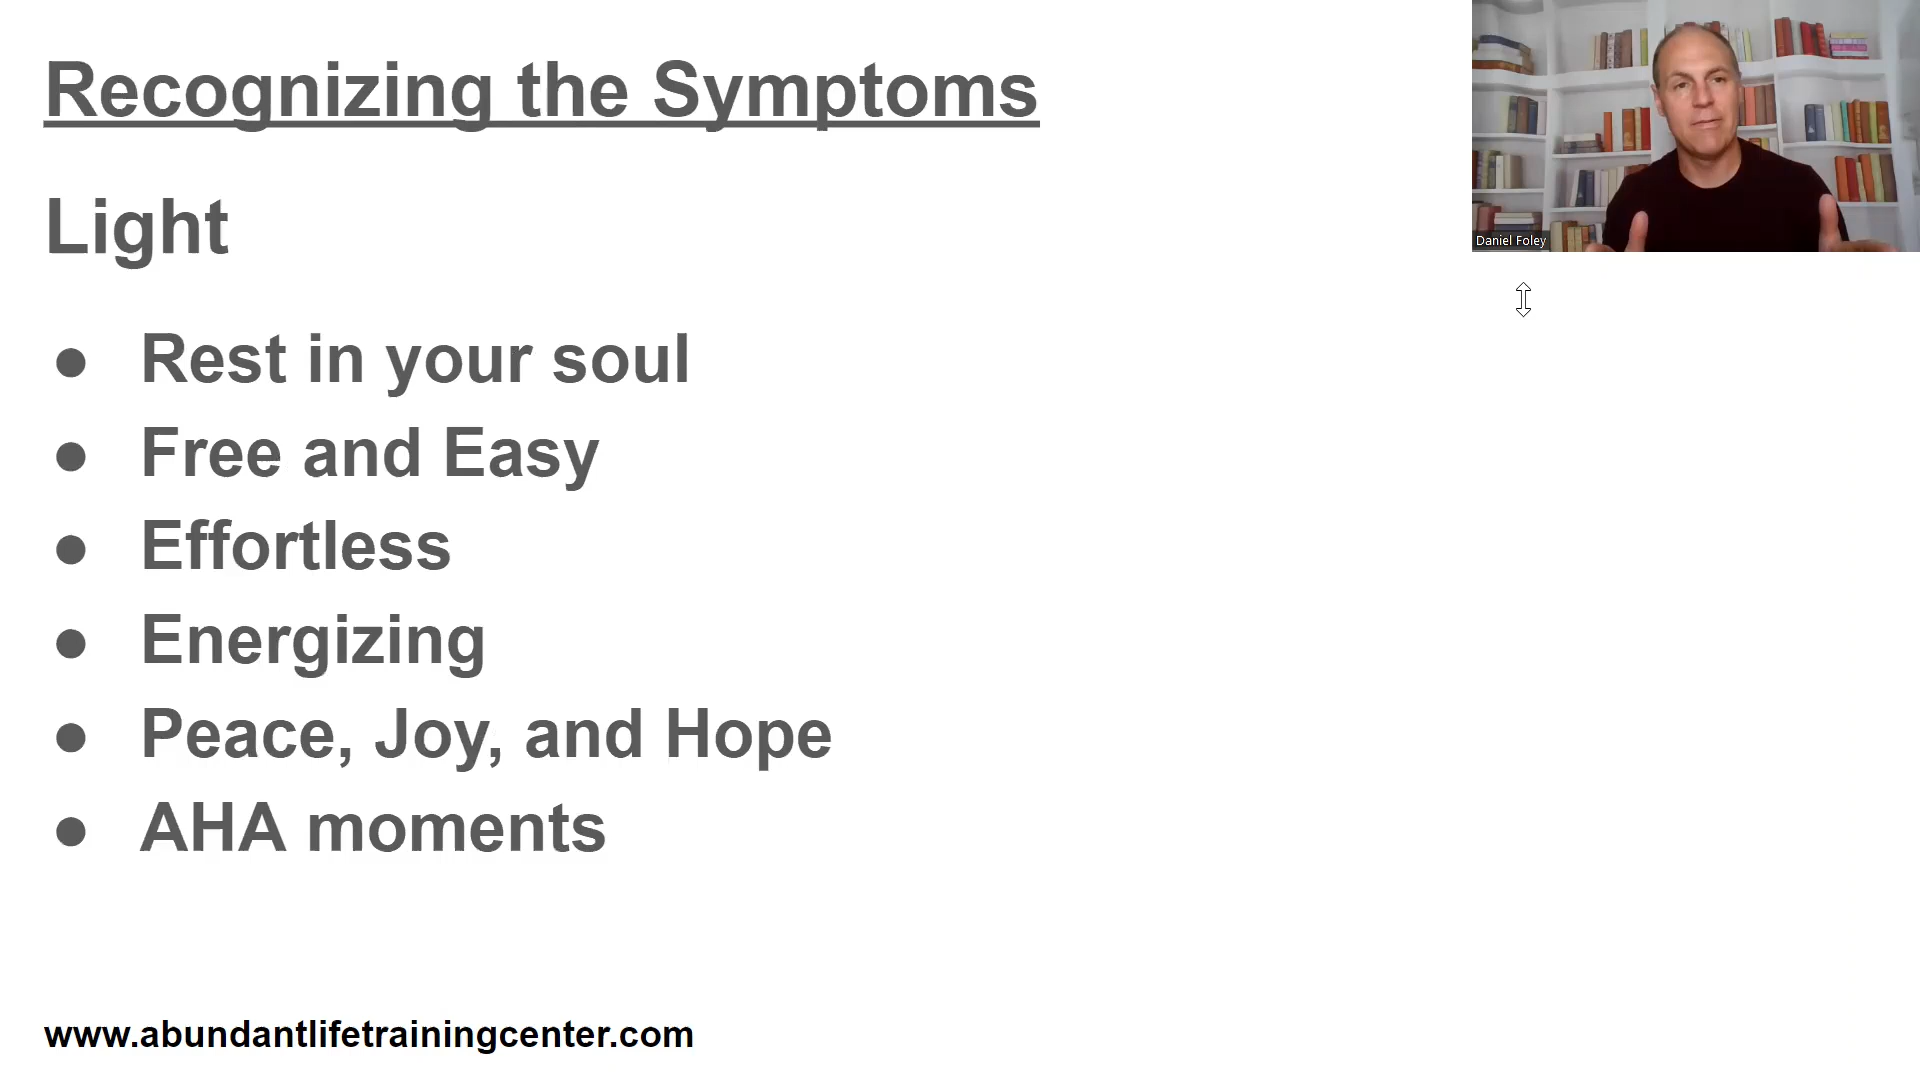 Recognizing the Symptoms
Daniel Foley
Light
● Rest in your soul
● Free and Easy
● Effortless
● Energizing
● Peace, Joy, and Hope
● AHA moments
www.abundantlifetrainingcenter.com